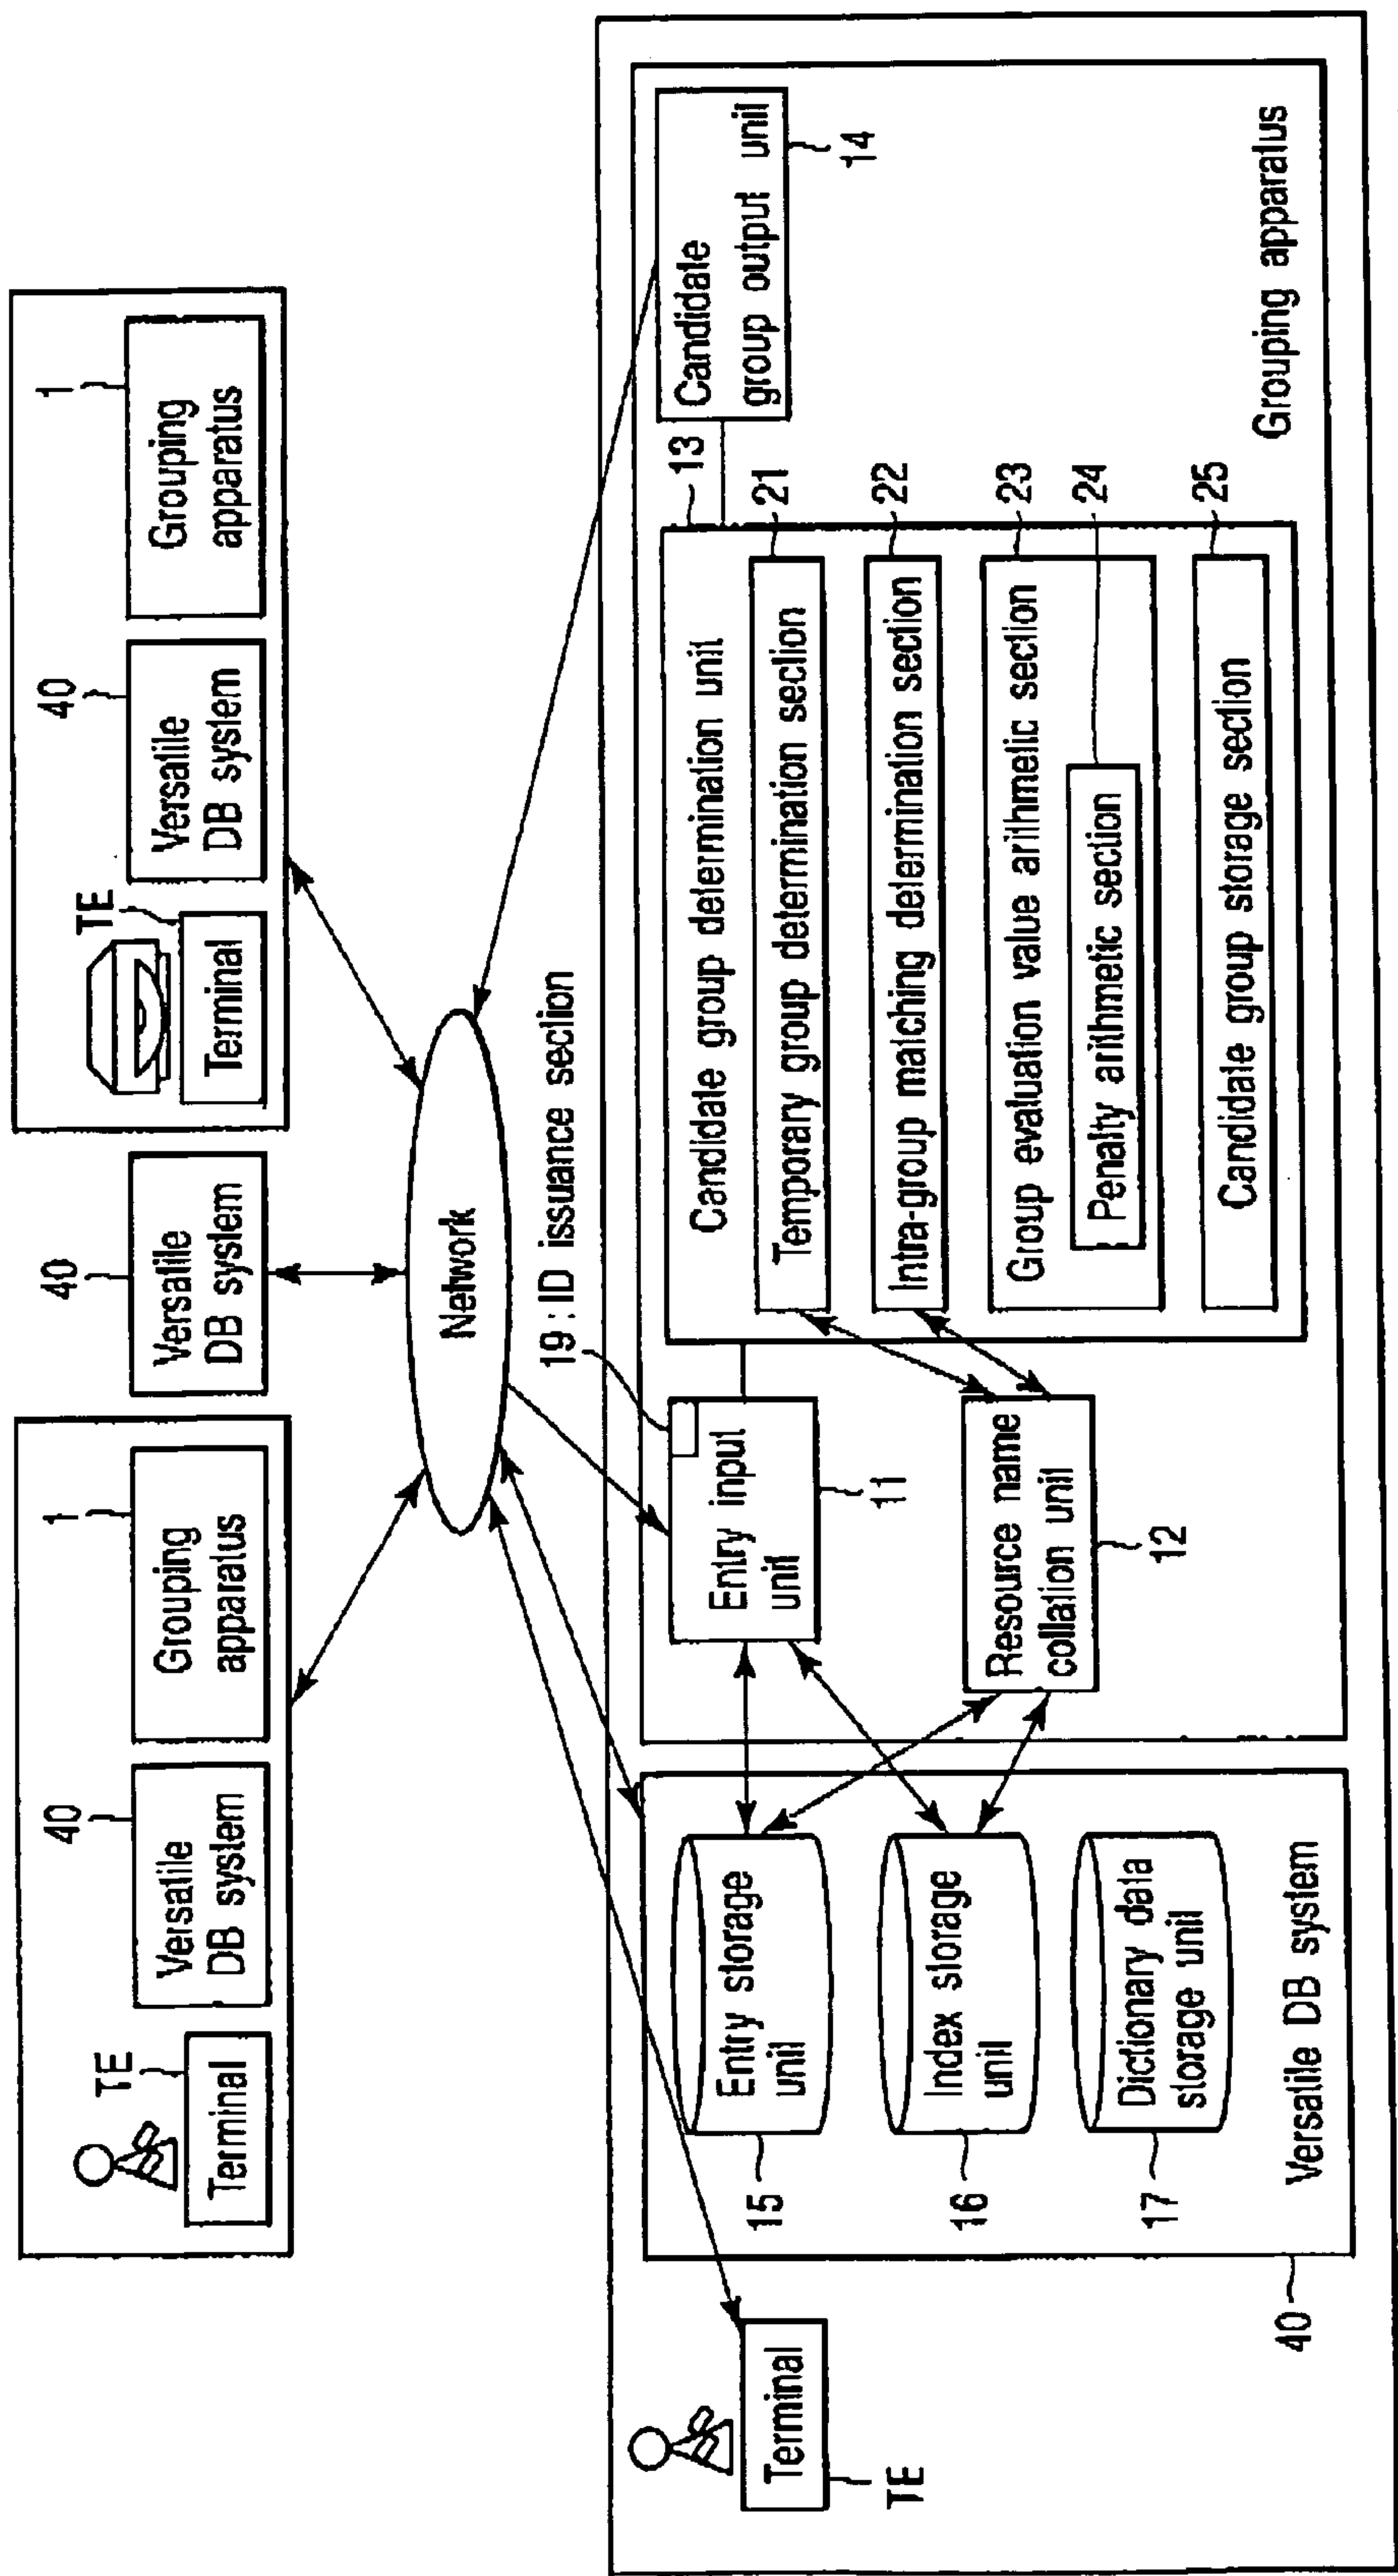 TE
Terminal
40
Versatile
DB system
1
Grouping
apparatus
40
Versatile
DB system
TE
Terminal
40
Versatile
DB system
1
Grouping
apparatus
Network
TE
Terminal
40
Versatile DB system
15
Entry storage
unit
16
Index storage
unit
17
Dictionary data
storage unit
19 : ID issuance section
Entry input
unit
11
Resource name
collation unit
12
13
Candidate group determination unit
Temporary group determination section
21
Intra-group matching determination section
22
Group evaluation value arithmetic section
23
Penalty arithmetic section
24
Candidate group storage section
25
Candidate
group output unit
14
Grouping apparatus